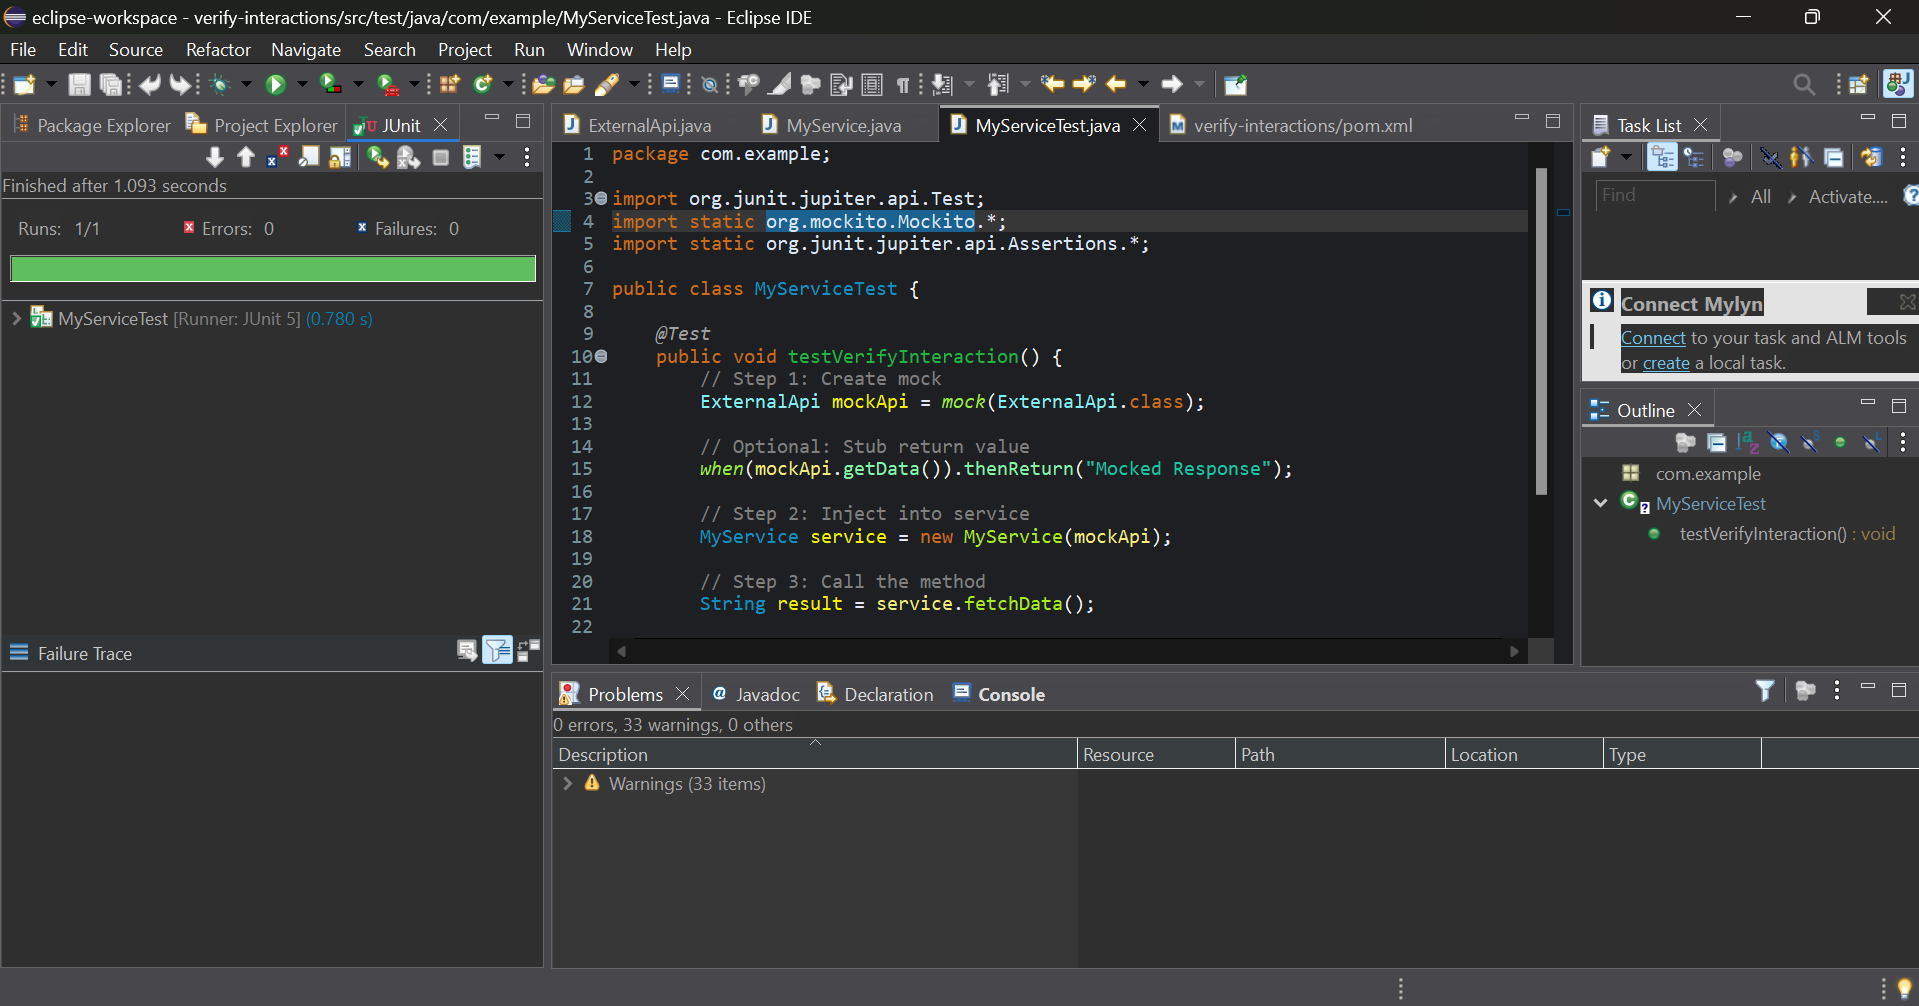 eclipse-workspace - verify-interactions/src/test/java/com/example/MyServiceTest.java - Eclipse IDE
File Edit Source Refactor Navigate Search Project Run Window Help
Package Explorer Project Explorer JUnit
Finished after 1.093 seconds
Runs: 1/1 Errors: 0 Failures: 0
MyServiceTest [Runner: JUnit 5] (0.780 s)
Failure Trace
ExternalApi.java MyService.java MyServiceTest.java verify-interactions/pom.xml
1 package com.example;
2
3 import org.junit.jupiter.api.Test;
4 import static org.mockito.Mockito.*;
5 import static org.junit.jupiter.api.Assertions.*;
6
7 public class MyServiceTest {
8
9 @Test
10 public void testVerifyInteraction() {
11 // Step 1: Create mock
12 ExternalApi mockApi = mock(ExternalApi.class);
13
14 // Optional: Stub return value
15 when(mockApi.getData()).thenReturn("Mocked Response");
16
17 // Step 2: Inject into service
18 MyService service = new MyService(mockApi);
19
20 // Step 3: Call the method
21 String result = service.fetchData();
22
Task List
Find All Activate....
Connect Mylyn
Connect to your task and ALM tools
or create a local task.
Outline
com.example
MyServiceTest
testVerifyInteraction() : void
Problems @ Javadoc Declaration Console
0 errors, 33 warnings, 0 others
Description Resource Path Location Type
Warnings (33 items)